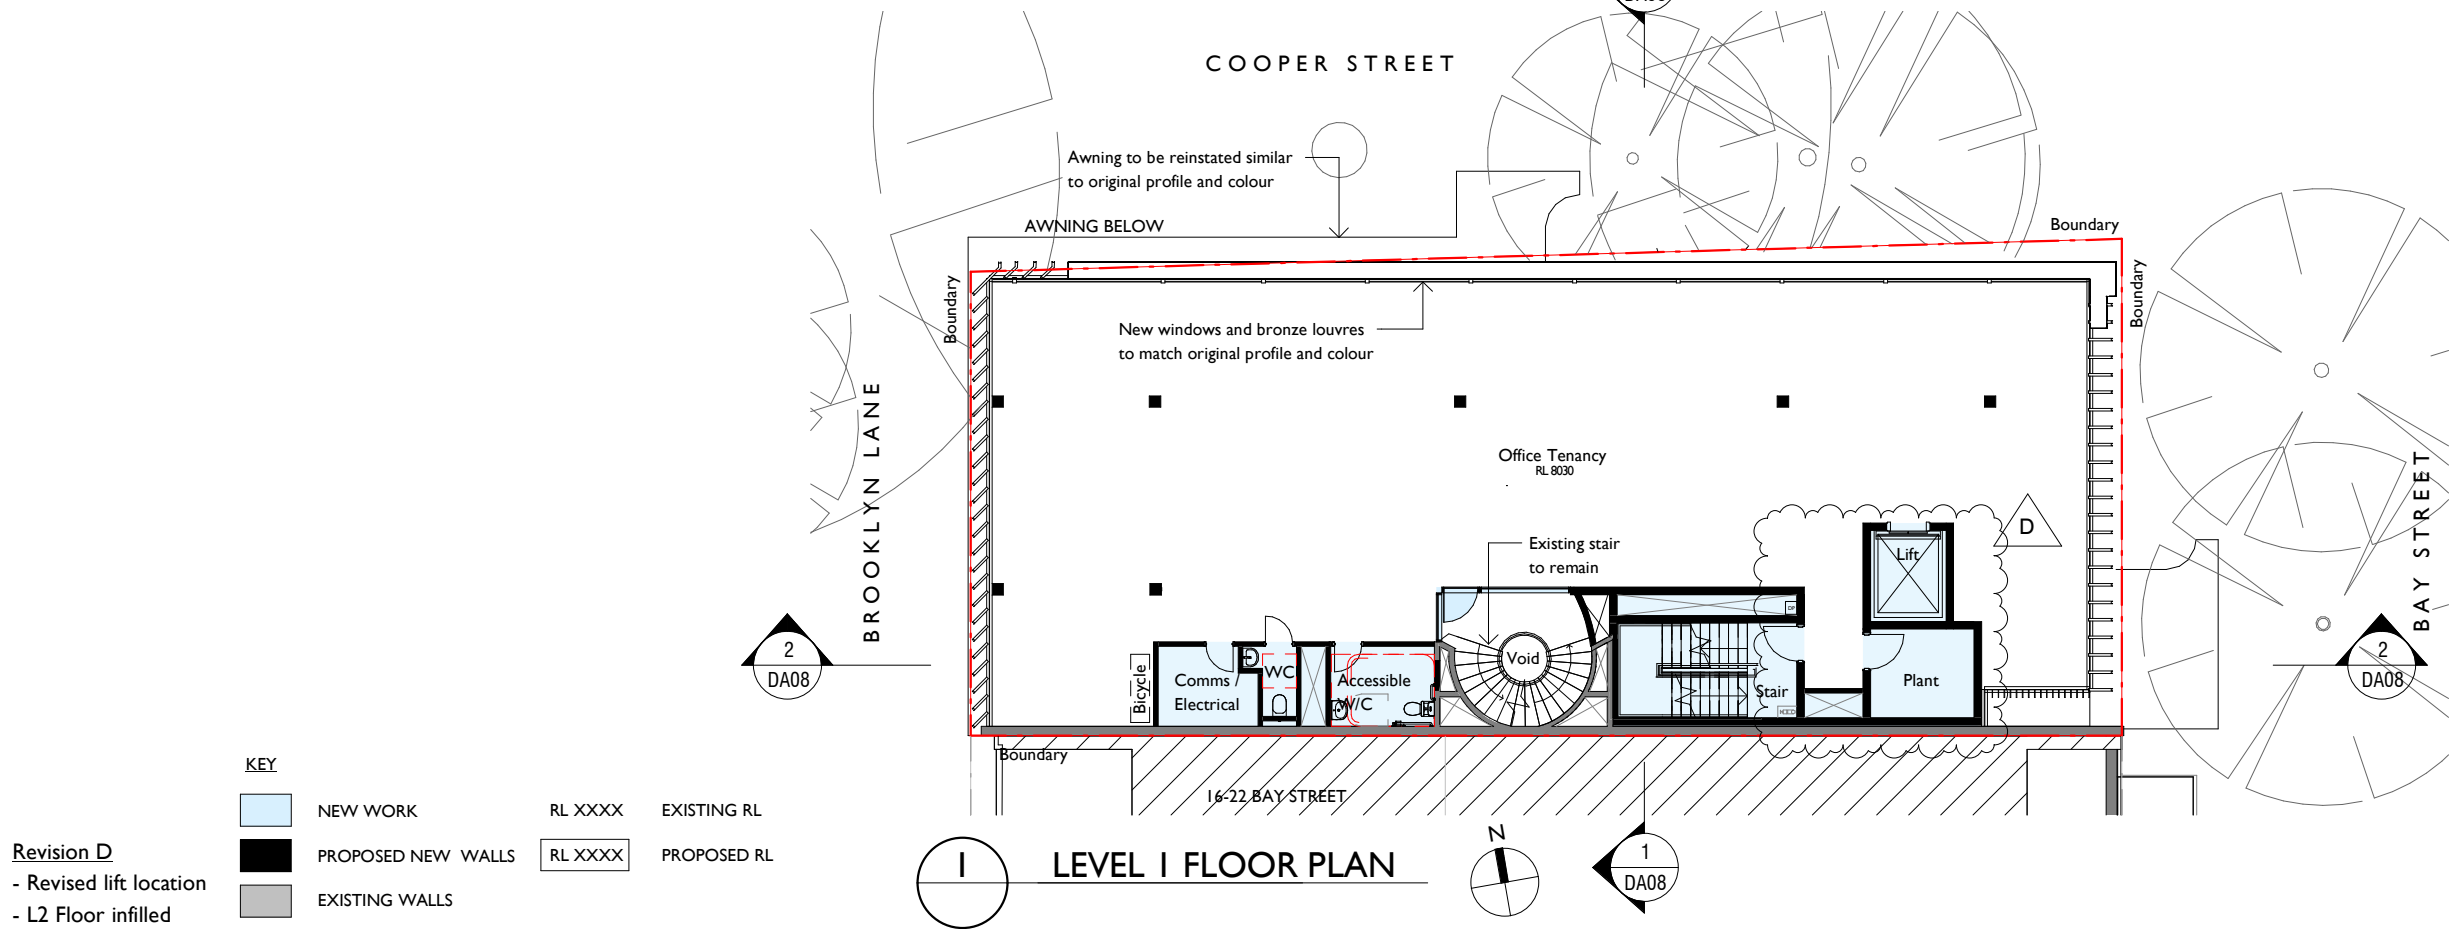 COOPER STREET
Awning to be reinstated similar
to original profile and colour
AWNING BELOW
Boundary
Boundary
Boundary
New windows and bronze louvres
to match original profile and colour
BROOKLYN LANE
BAY STREET
Office Tenancy
RL 8030
D
Existing stair
to remain
Lift
DP
2
DA08
Bicycle
Comms /
Electrical
WC
Accessible
W/C
Void
Stair
Plant
2
DA08
Boundary
16-22 BAY STREET
KEY
NEW WORK
RL XXXX
EXISTING RL
PROPOSED NEW WALLS
RL XXXX
PROPOSED RL
EXISTING WALLS
Revision D
- Revised lift location
- L2 Floor infilled
1
LEVEL 1 FLOOR PLAN
N
1
DA08